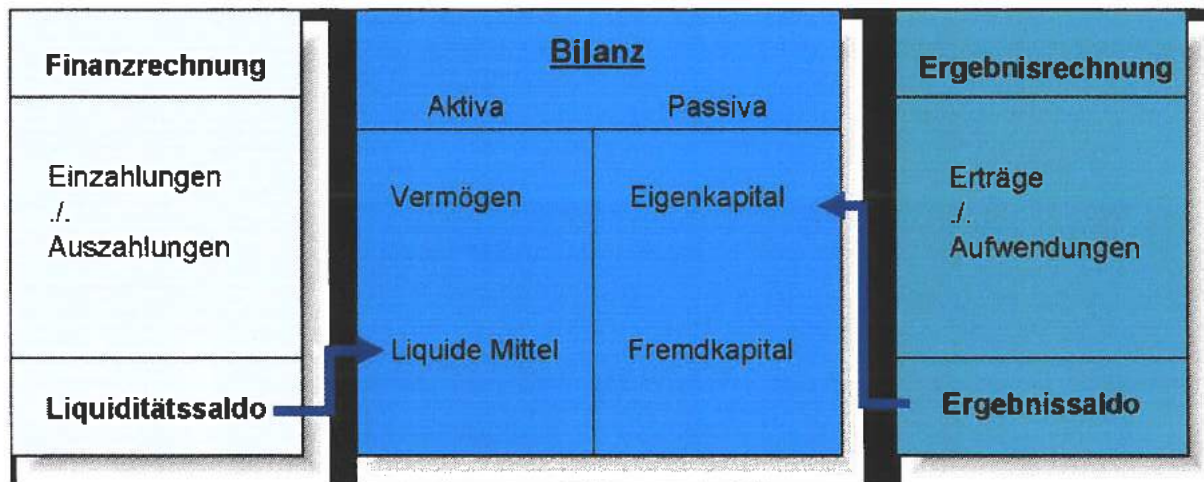 Finanzrechnung
Einzahlungen
./.
Auszahlungen
Liquiditätssaldo
Bilanz
Aktiva Passiva
Vermögen Eigenkapital
Liquide Mittel Fremdkapital
Ergebnisrechnung
Erträge
./.
Aufwendungen
Ergebnissaldo